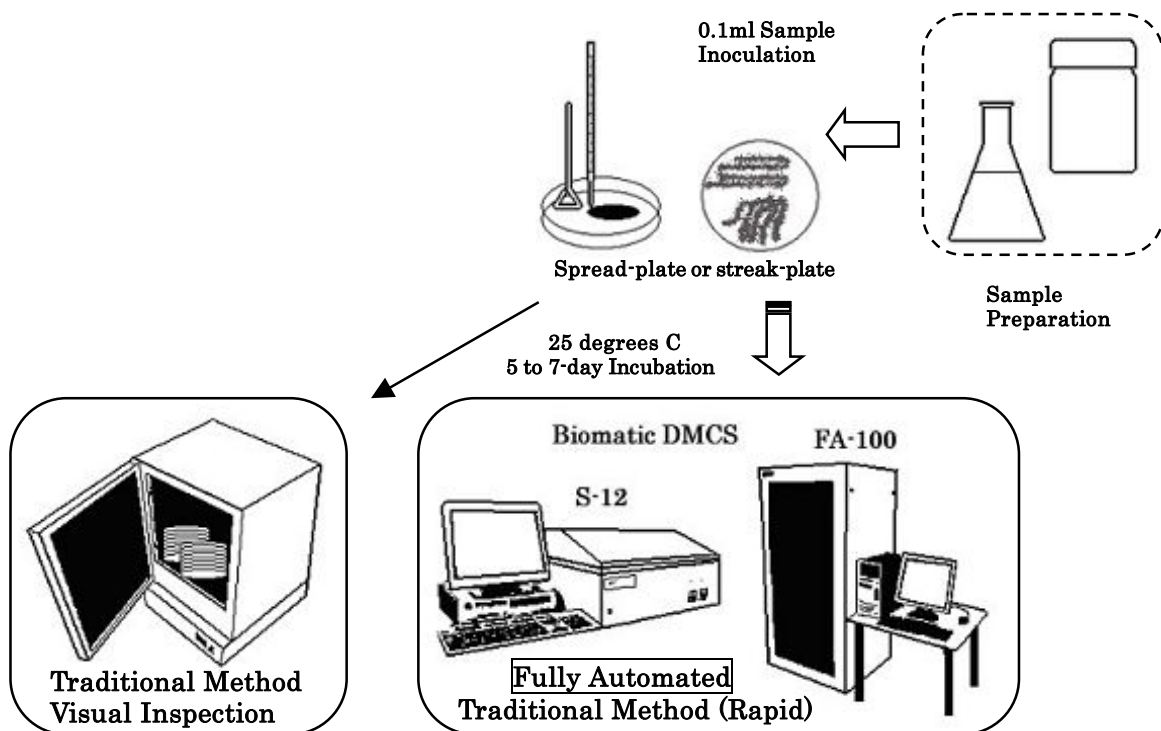 0.1ml Sample
Inoculation
Spread-plate or streak-plate
Sample
Preparation
25 degrees C
5 to 7-day Incubation
Biomatic DMCS
FA-100
S-12
Traditional Method
Visual Inspection
Fully Automated
Traditional Method (Rapid)